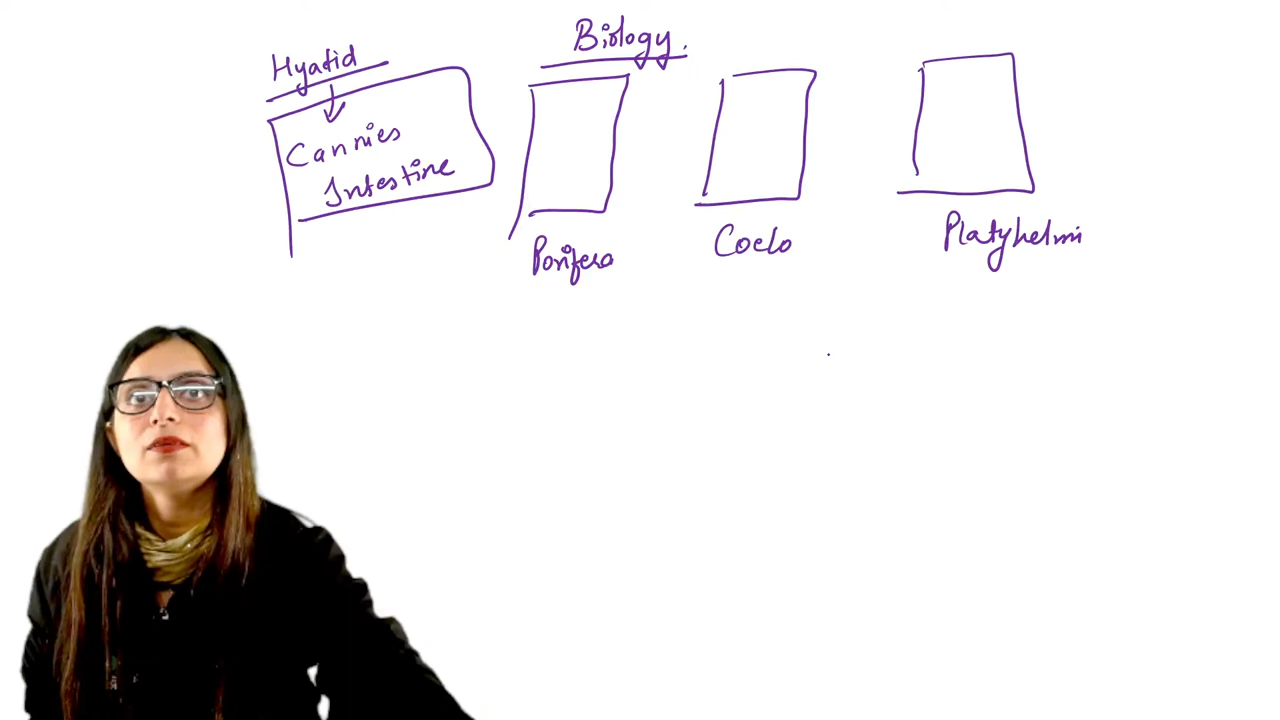 Biology.
Hyatid
Cannies
Intestine
Porifera
Coelo
Platyhelmi